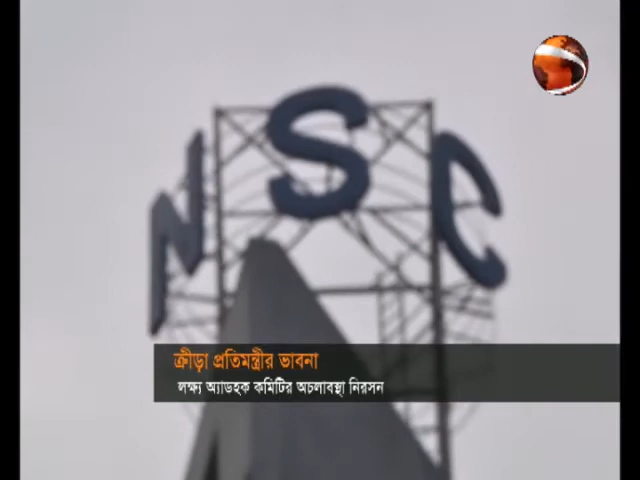 NSC
ক্রীড়া প্রতিমন্ত্রীর ভাবনা
লক্ষ্য অ্যাডহক কমিটির অচলাবস্থা নিরসন